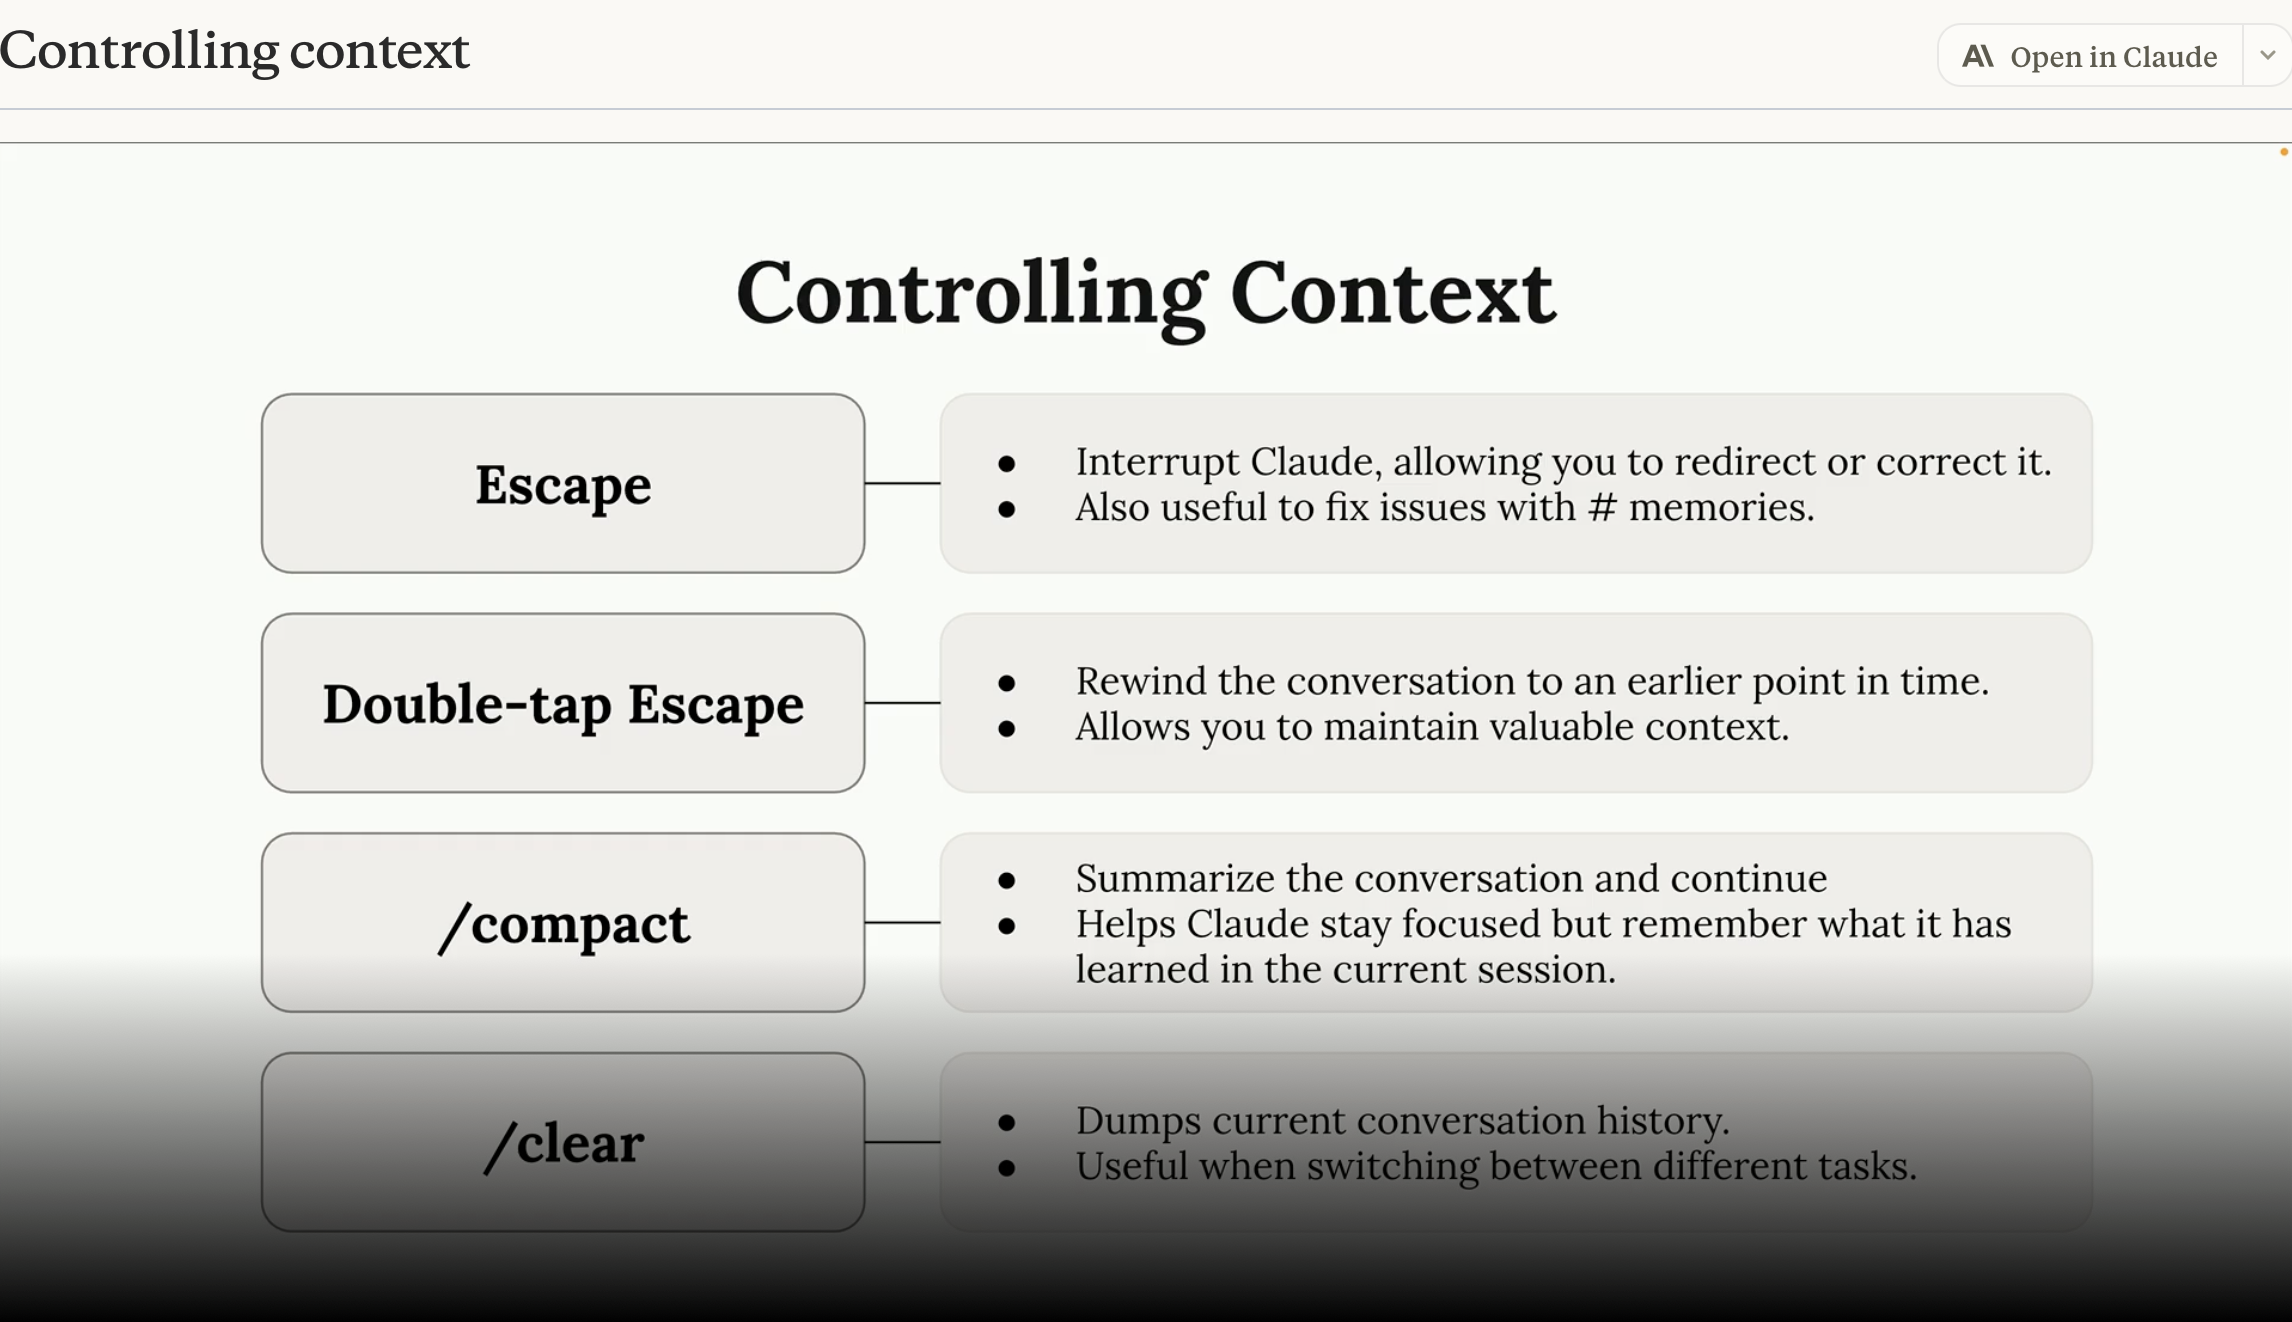 Controlling context
Open in Claude
Controlling Context
Escape
• Interrupt Claude, allowing you to redirect or correct it.
• Also useful to fix issues with # memories.
Double-tap Escape
• Rewind the conversation to an earlier point in time.
• Allows you to maintain valuable context.
/compact
• Summarize the conversation and continue
• Helps Claude stay focused but remember what it has
learned in the current session.
/clear
• Dumps current conversation history.
• Useful when switching between different tasks.